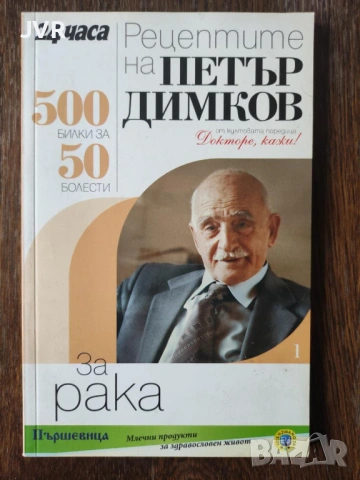 24 часа
Рецептите
на ПЕТЪР
ДИМКОВ
500
БИЛКИ ЗА
50
БОЛЕСТИ
от култовата поредица
Докторе, кажи!
1
За
рака
Пършевица
Млечни продукти
за здравословен живот
BAZAR